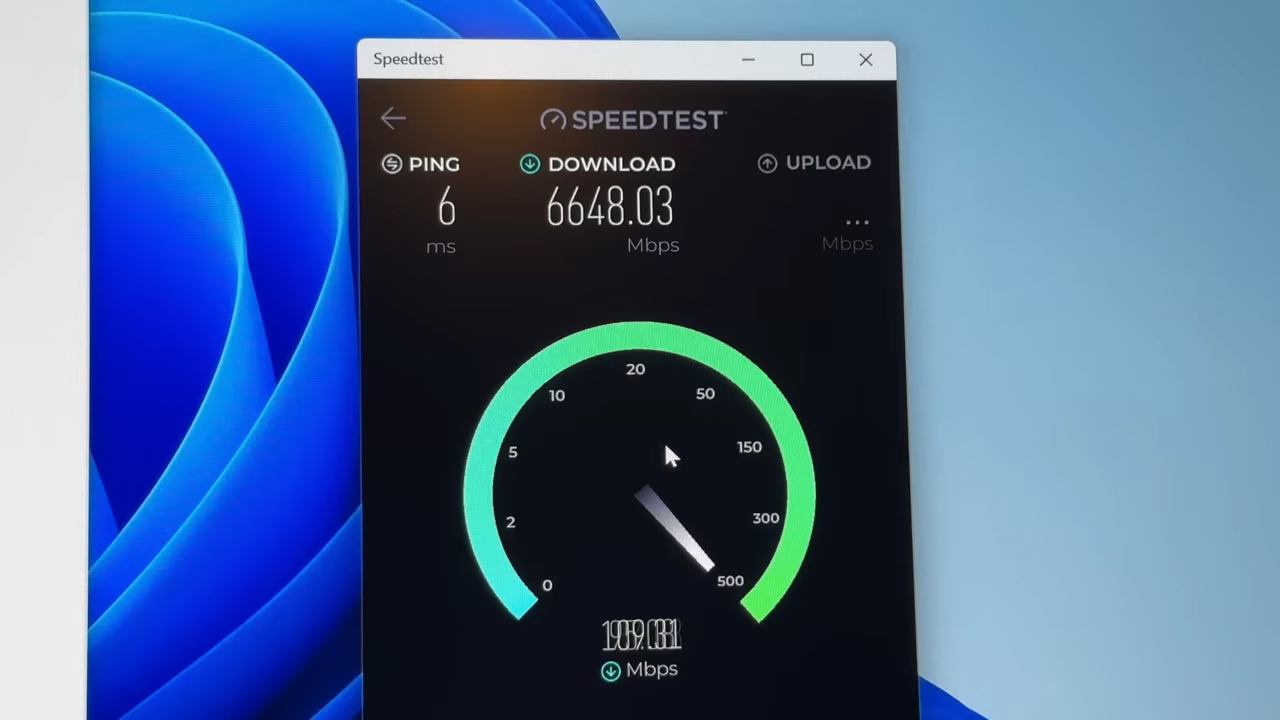 Speedtest
SPEEDTEST
PING
DOWNLOAD
UPLOAD
6
6648.03
...
ms
Mbps
Mbps
20
10
50
5
150
2
300
0
500
Mbps